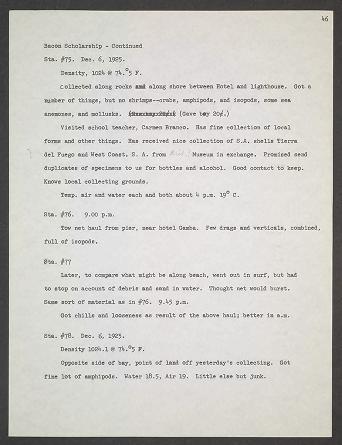 46
Bacon Scholarship - Continued
Sta. #75. Dec. 6, 1925.
Density, 1024 @ 74.°5 F.
Collected along rocks and along shore between Hotel and lighthouse. Got a
number of things, but no shrimps--crabs, amphipods, and isopods, some sea
anemones, and mollusks. (Gave boy 20¢.)
Visited school teacher, Carmen Branco. Has fine collection of local
forms and other things. Has received nice collection of S.A. shells Tierra
del Fuego and West Coast, S. A. from Museum in exchange. Promised send
duplicates of specimens to us for bottles and alcohol. Good contact to keep.
Knows local collecting grounds.
Temp. air and water each and both about 4 p.m. 19° C.
Sta. #76. 9.00 p.m.
Tow net haul from pier, near hotel Gamba. Few drags and verticals, combined,
full of isopods.
Sta. #77
Later, to compare what might be along beach, went out in surf, but had
to stop on account of debris and sand in water. Thought net would burst.
Same sort of material as in #76. 9.45 p.m.
Got chills and looseness as result of the above haul; better in a.m.
Sta. #78. Dec. 6, 1925.
Density 1024.1 @ 74.°5 F.
Opposite side of bay, point of land off yesterday's collecting. Got
fine lot of amphipods. Water 18.5, Air 19. Little else but junk.